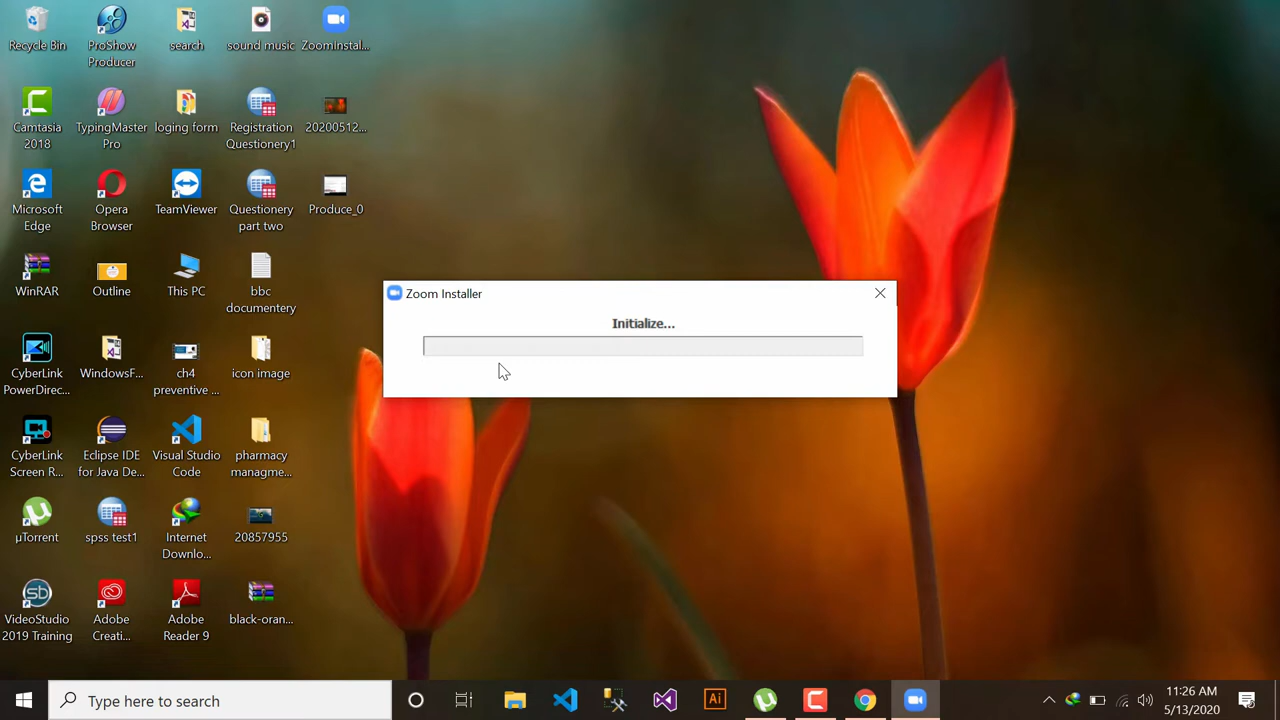 Recycle Bin
ProShow
Producer
search
sound music
ZoomInstal...
Camtasia
2018
TypingMaster
Pro
loging form
Registration
Questionery1
20200512...
Microsoft
Edge
Opera
Browser
TeamViewer
Questionery
part two
Produce_0
WinRAR
Outline
This PC
bbc
documentery
Zoom Installer
Initialize...
CyberLink
PowerDirec...
WindowsF...
ch4
preventive ...
icon image
CyberLink
Screen R...
Eclipse IDE
for Java De...
Visual Studio
Code
pharmacy
managme...
µTorrent
spss test1
Internet
Downlo...
20857955
sb
VideoStudio
2019 Training
Adobe
Creati...
Adobe
Reader 9
black-oran...
Type here to search
Ai
11:26 AM
5/13/2020